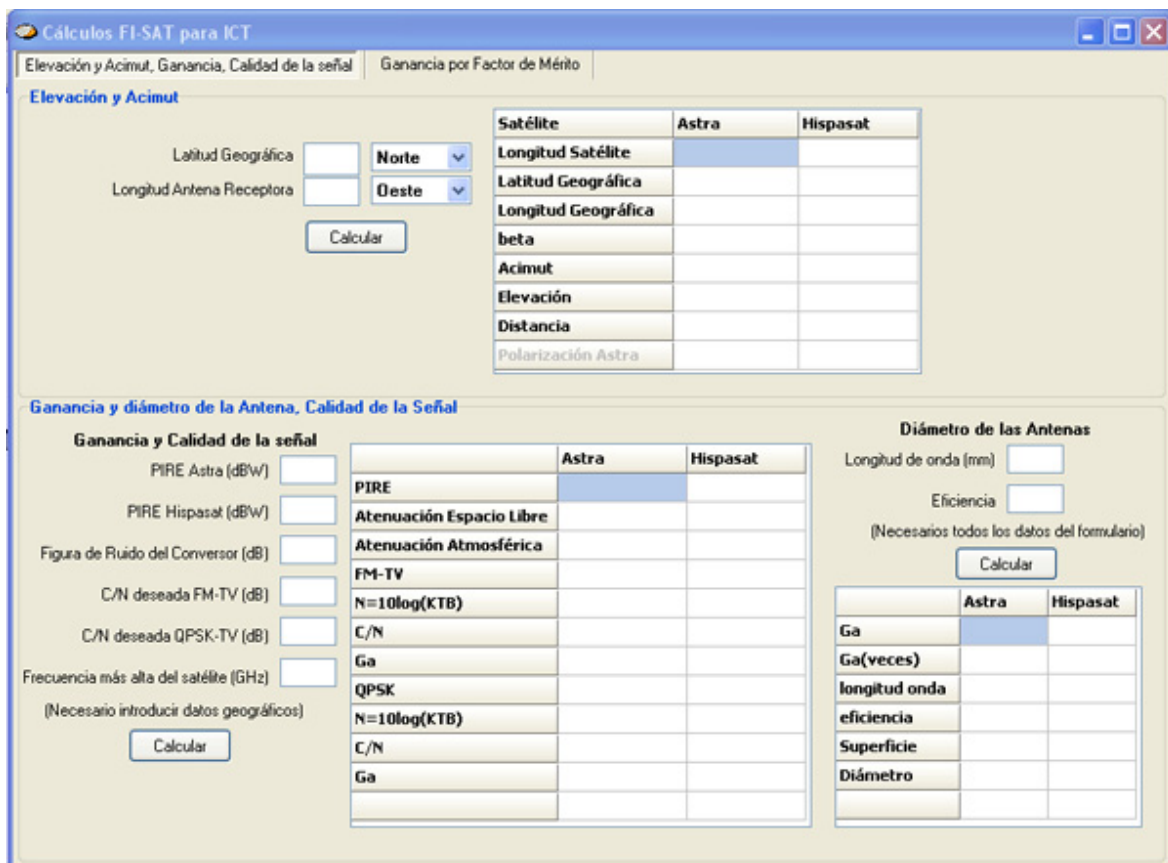 Cálculos FI-SAT para ICT
Elevación y Acimut, Ganancia, Calidad de la señal
Ganancia por Factor de Mérito
Elevación y Acimut
Latitud Geográfica
Norte
Longitud Antena Receptora
Oeste
Calcular
Satélite Astra Hispasat
Longitud Satélite
Latitud Geográfica
Longitud Geográfica
beta
Acimut
Elevación
Distancia
Polarización Astra
Ganancia y diámetro de la Antena, Calidad de la Señal
Ganancia y Calidad de la señal
PIRE Astra (dBW)
PIRE Hispasat (dBW)
Figura de Ruido del Conversor (dB)
C/N deseada FM-TV (dB)
C/N deseada QPSK-TV (dB)
Frecuencia más alta del satélite (GHz)
(Necesario introducir datos geográficos)
Calcular
Astra Hispasat
PIRE
Atenuación Espacio Libre
Atenuación Atmosférica
FM-TV
N=10log(KTB)
C/N
Ga
QPSK
N=10log(KTB)
C/N
Ga
Diámetro de las Antenas
Longitud de onda (mm)
Eficiencia
(Necesarios todos los datos del formulario)
Calcular
Astra Hispasat
Ga
Ga(veces)
longitud onda
eficiencia
Superficie
Diámetro